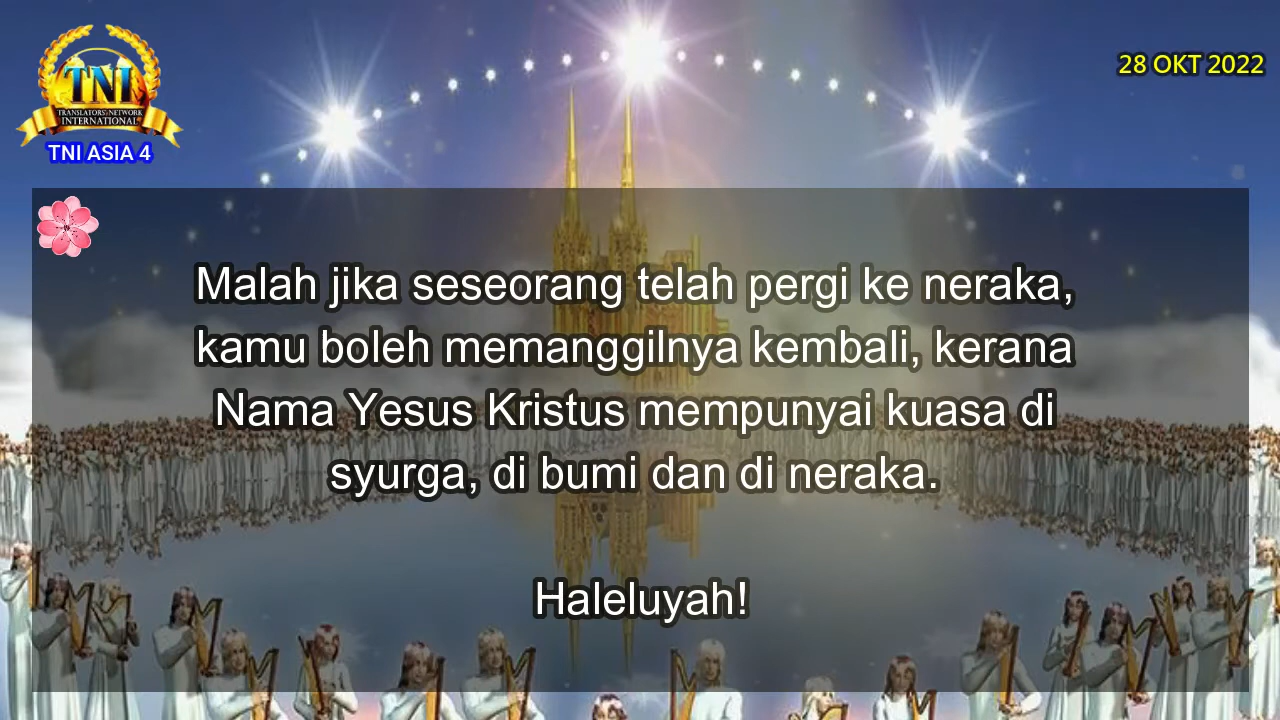 TNI
TRANSLATORS' NETWORK
INTERNATIONAL
TNI ASIA 4
28 OKT 2022
Malah jika seseorang telah pergi ke neraka,
kamu boleh memanggilnya kembali, kerana
Nama Yesus Kristus mempunyai kuasa di
syurga, di bumi dan di neraka.
Haleluyah!